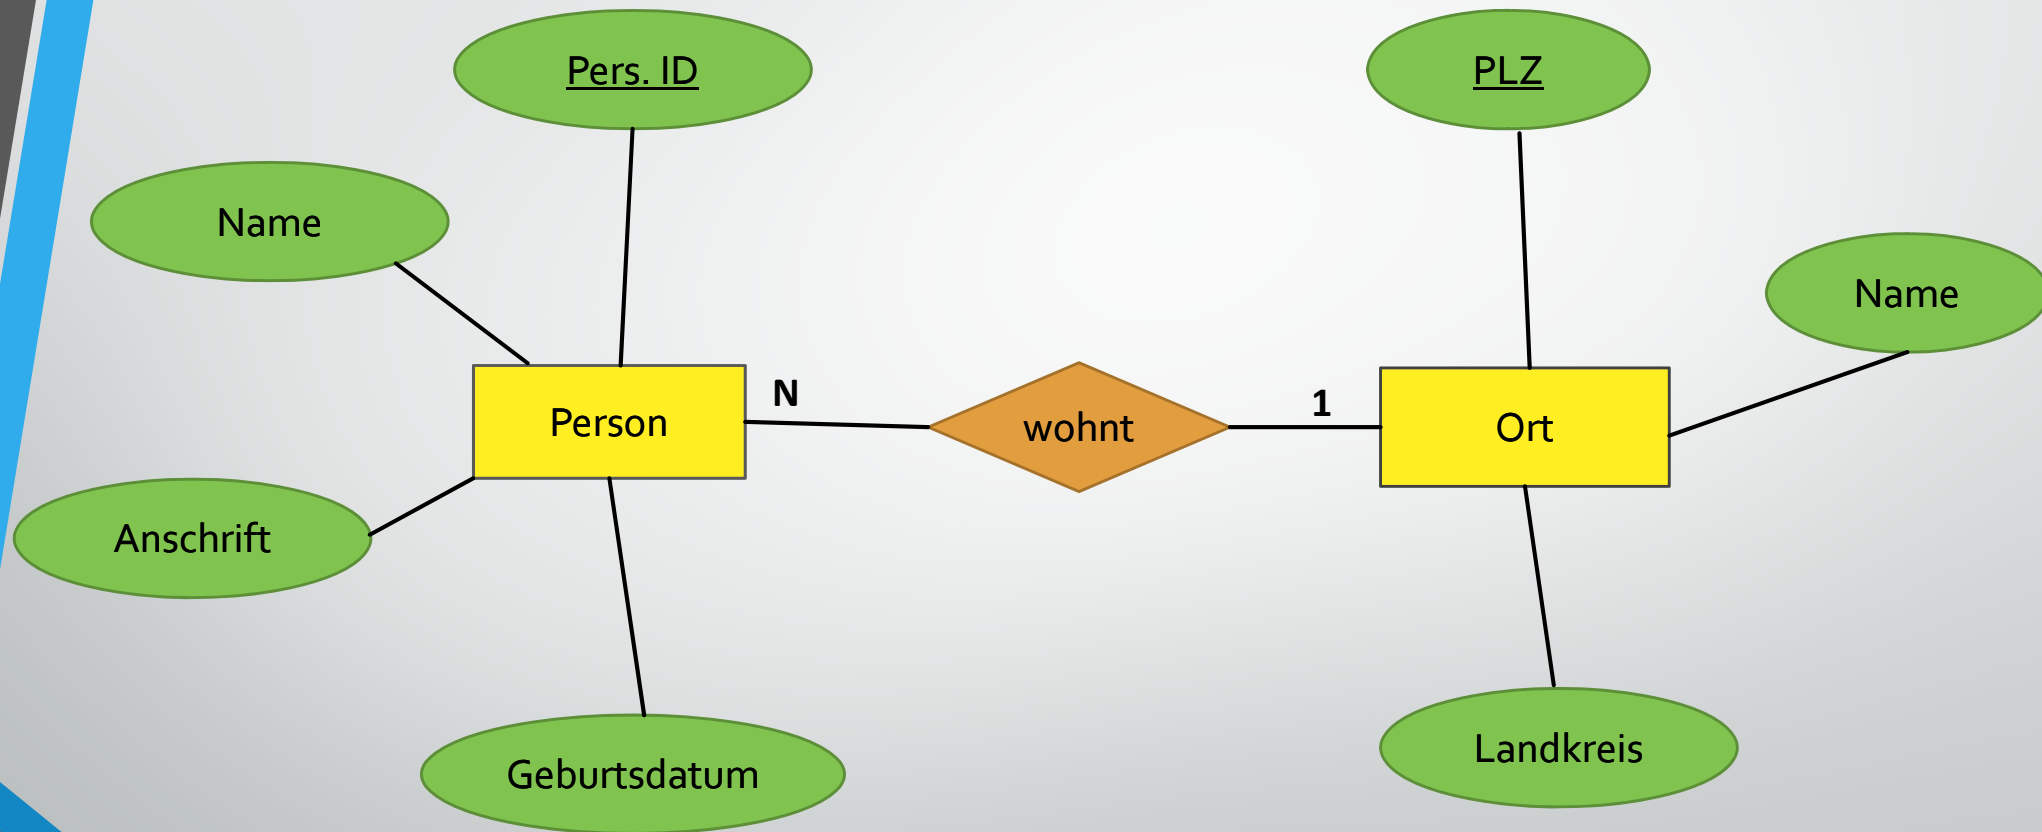 Pers. ID
PLZ
Name
Name
N
1
Person
wohnt
Ort
Anschrift
Geburtsdatum
Landkreis